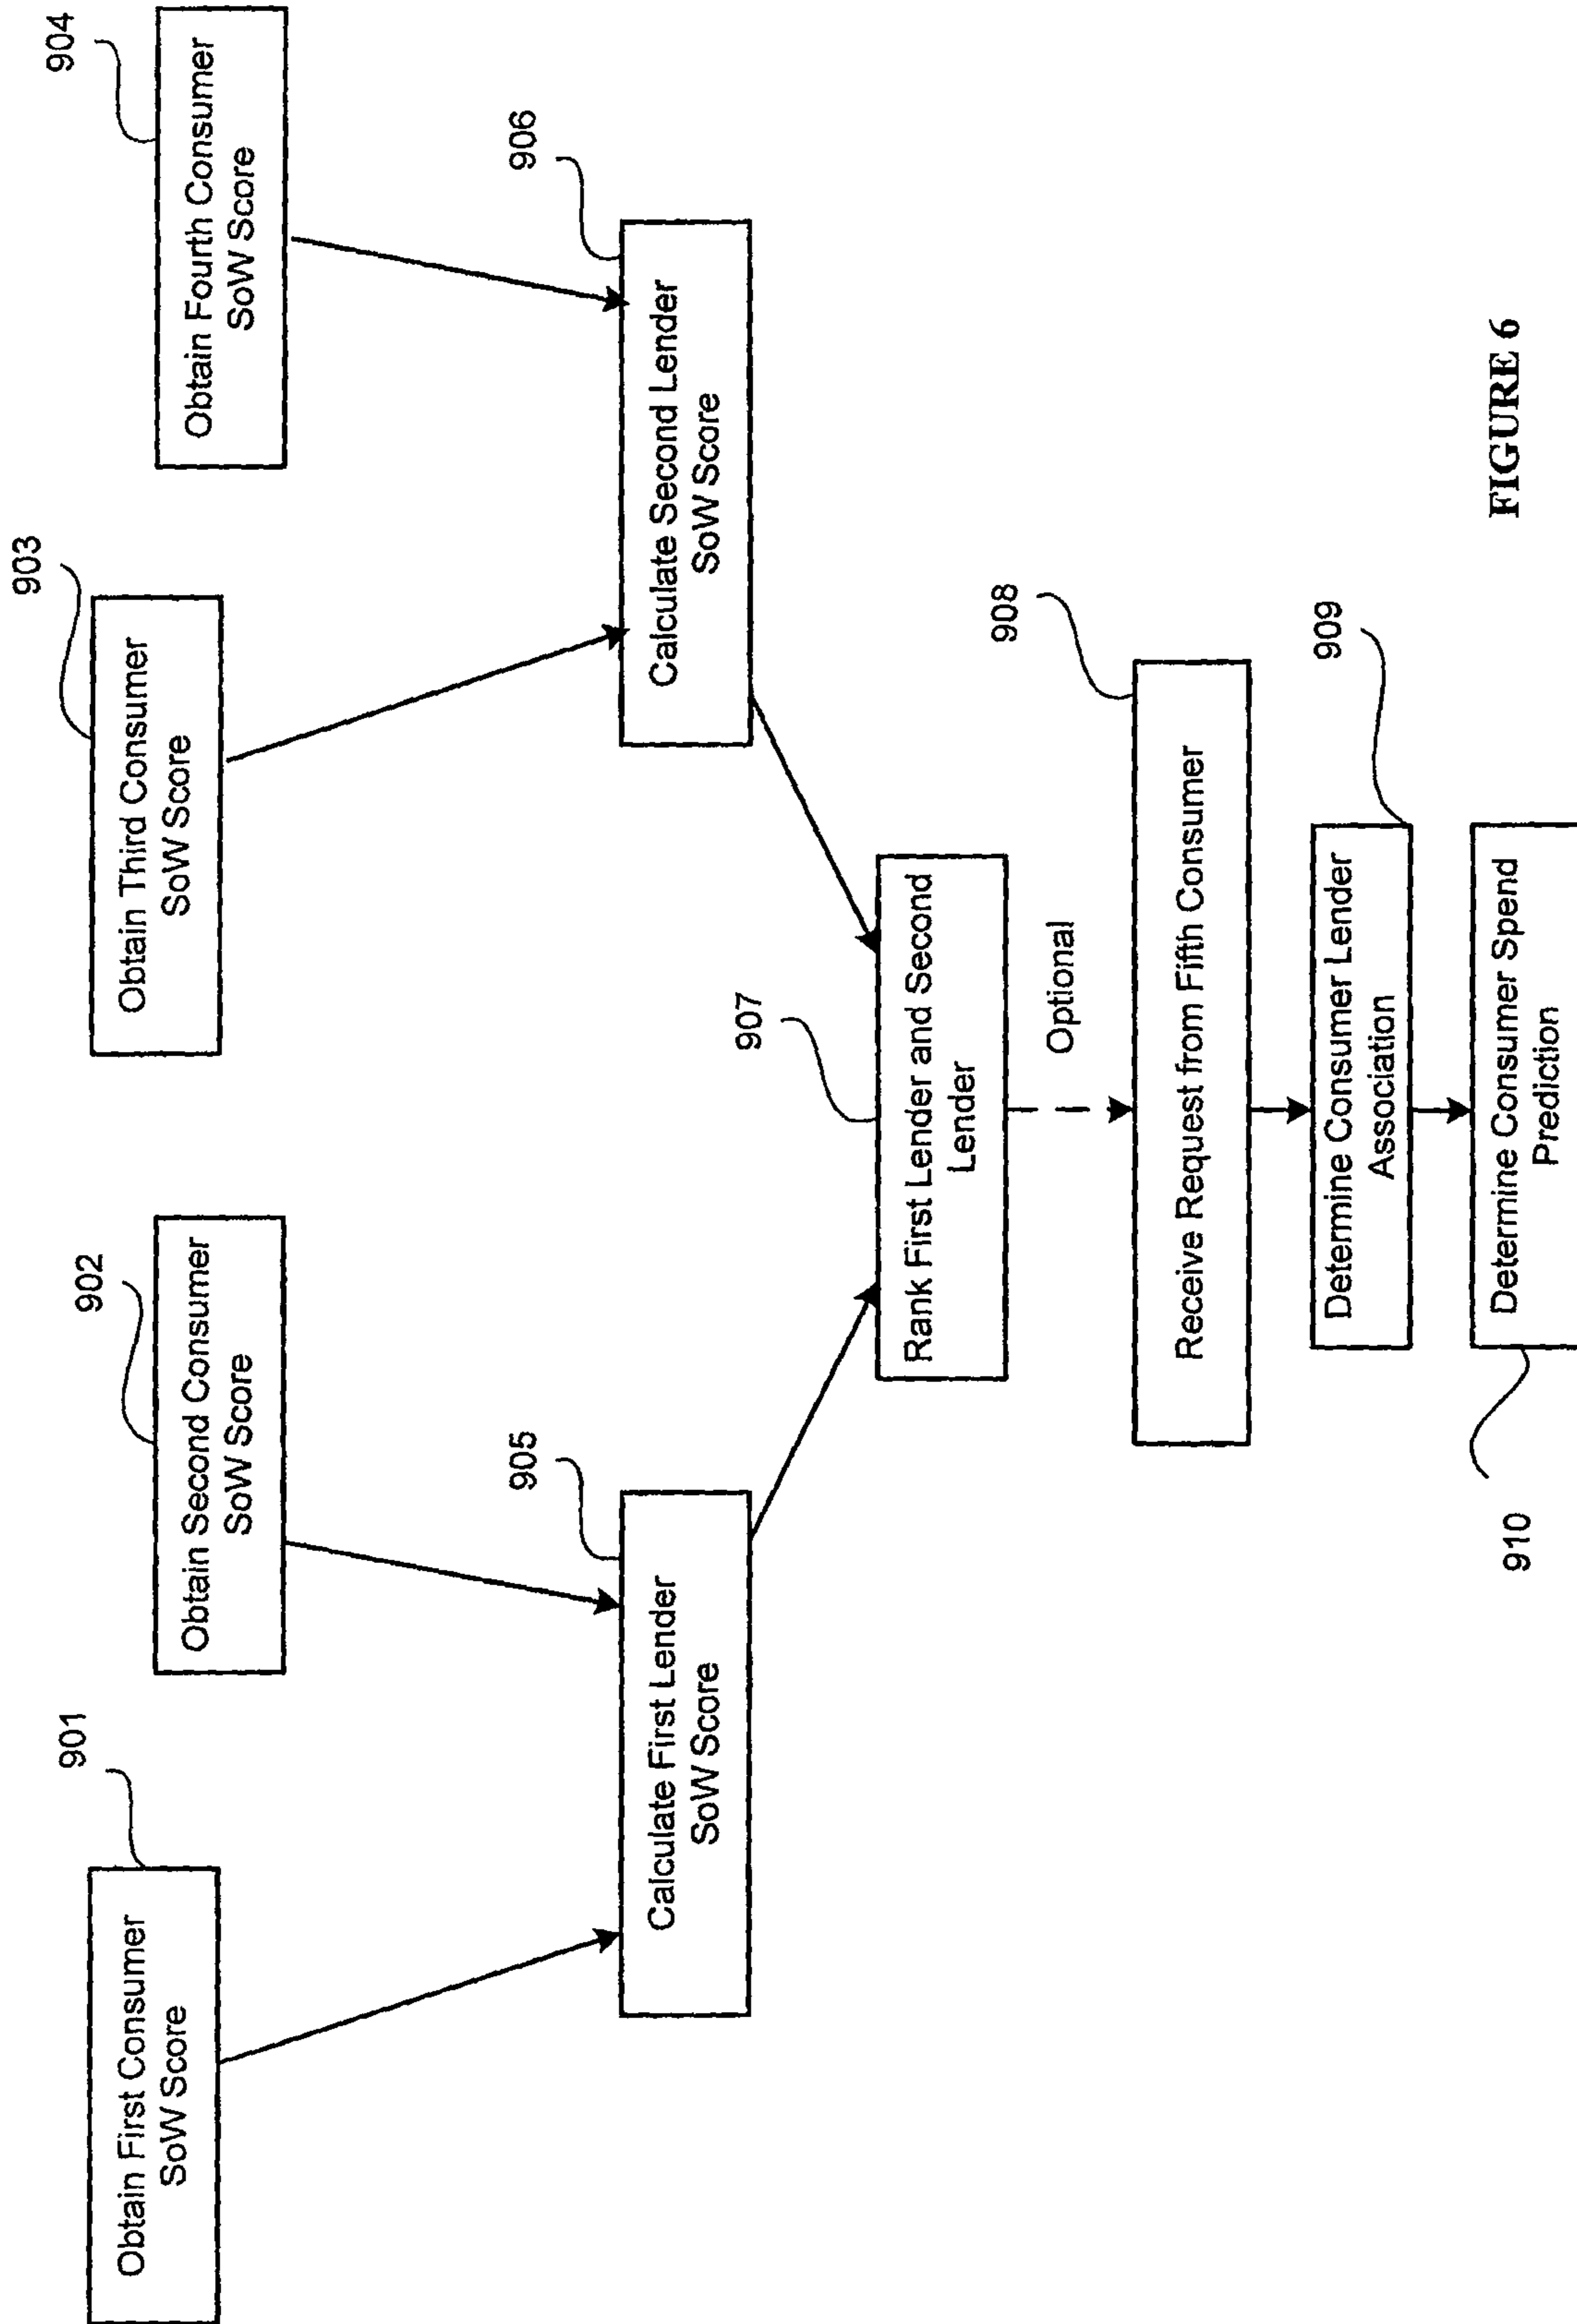 901
Obtain First Consumer
SoW Score
902
Obtain Second Consumer
SoW Score
903
Obtain Third Consumer
SoW Score
904
Obtain Fourth Consumer
SoW Score
905
Calculate First Lender
SoW Score
906
Calculate Second Lender
SoW Score
907
Rank First Lender and Second
Lender
Optional
908
Receive Request from Fifth Consumer
909
Determine Consumer Lender
Association
910
Determine Consumer Spend
Prediction
FIGURE 6